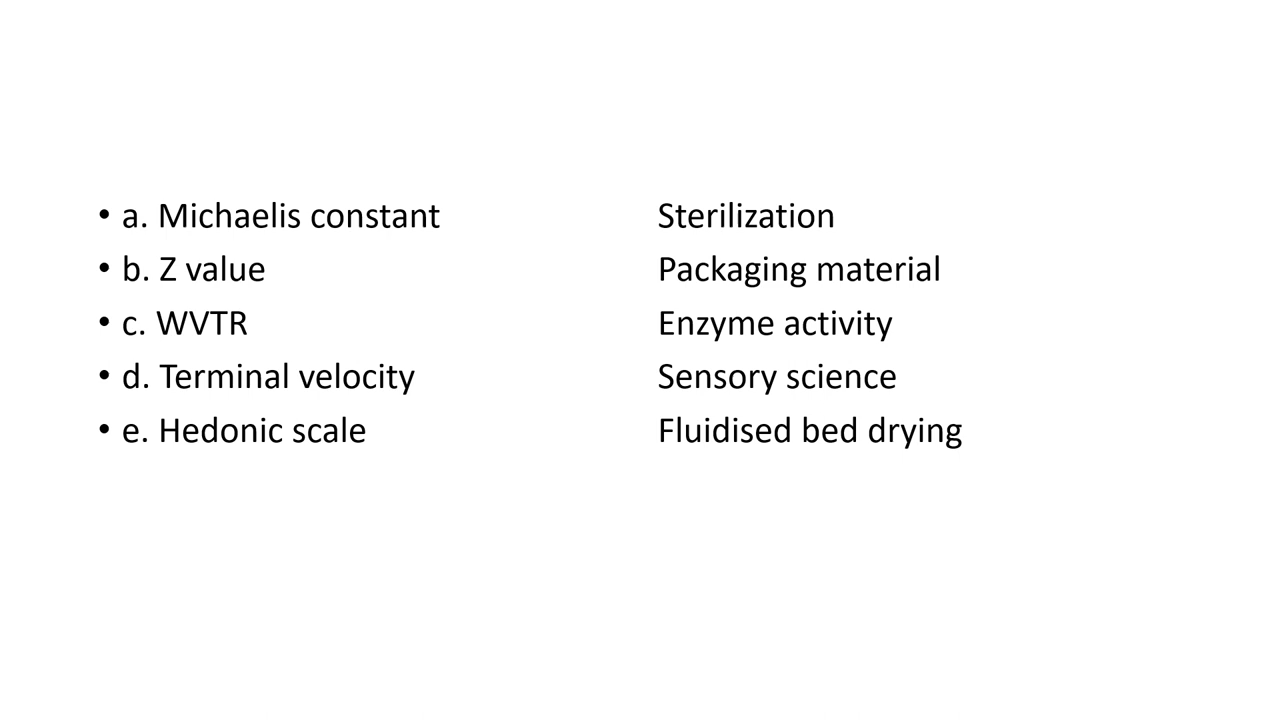 • a. Michaelis constant Sterilization
• b. Z value Packaging material
• c. WVTR Enzyme activity
• d. Terminal velocity Sensory science
• e. Hedonic scale Fluidised bed drying